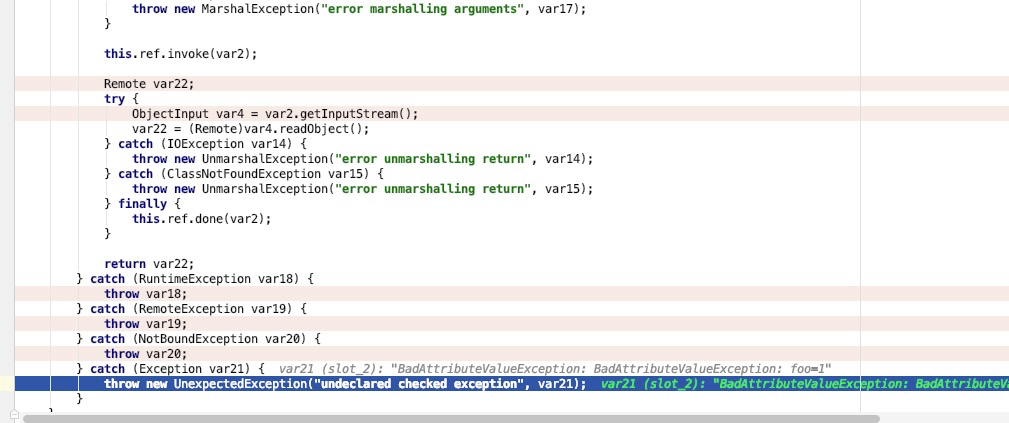 throw new MarshalException("error marshalling arguments", var17);
}
this.ref.invoke(var2);
Remote var22;
try {
ObjectInput var4 = var2.getInputStream();
var22 = (Remote)var4.readObject();
} catch (IOException var14) {
throw new UnmarshalException("error unmarshalling return", var14);
} catch (ClassNotFoundException var15) {
throw new UnmarshalException("error unmarshalling return", var15);
} finally {
this.ref.done(var2);
}
return var22;
} catch (RuntimeException var18) {
throw var18;
} catch (RemoteException var19) {
throw var19;
} catch (NotBoundException var20) {
throw var20;
} catch (Exception var21) { var21 (slot_2): "BadAttributeValueException: BadAttributeValueException: foo=1"
throw new UnexpectedException("undeclared checked exception", var21); var21 (slot_2): "BadAttributeValueException: BadAttributeVa
}